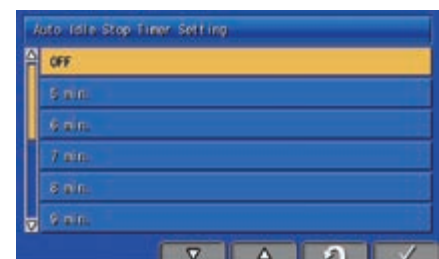 Auto Idle Stop Timer Setting
OFF
5 min.
6 min.
7 min.
8 min.
9 min.